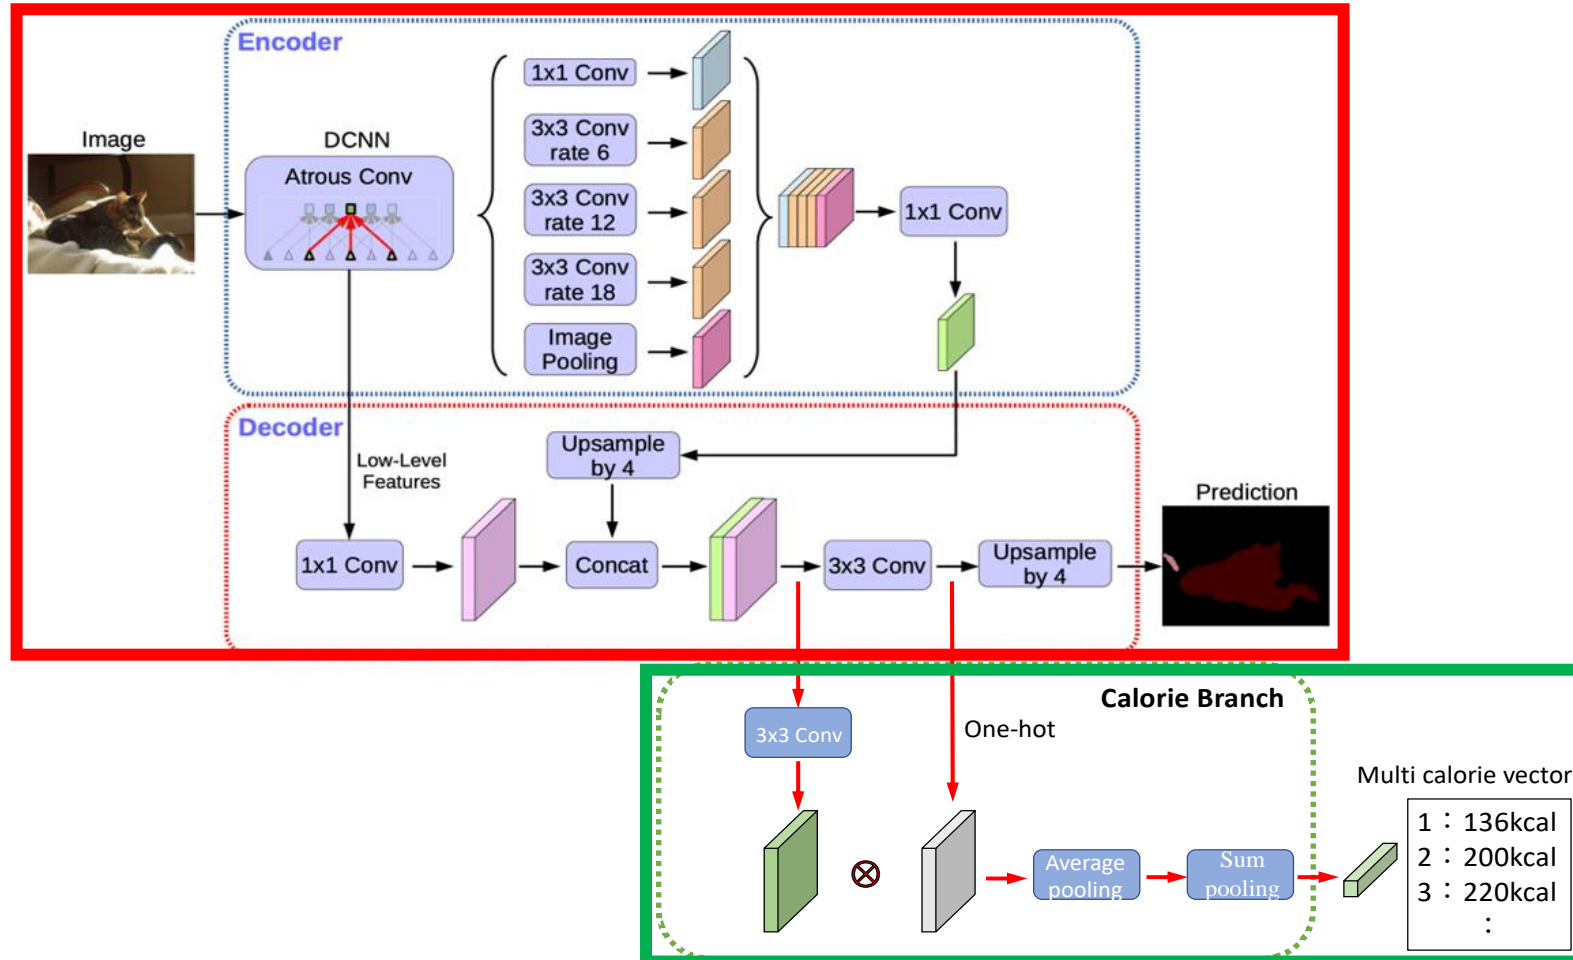 Encoder
Image
DCNN
Atrous Conv
1x1 Conv
3x3 Conv
rate 6
3x3 Conv
rate 12
3x3 Conv
rate 18
Image
Pooling
1x1 Conv
Decoder
Low-Level
Features
Upsample
by 4
1x1 Conv
Concat
3x3 Conv
Upsample
by 4
Prediction
Calorie Branch
3x3 Conv
One-hot
Average
pooling
Sum
pooling
Multi calorie vector
1：136kcal
2：200kcal
3：220kcal
：